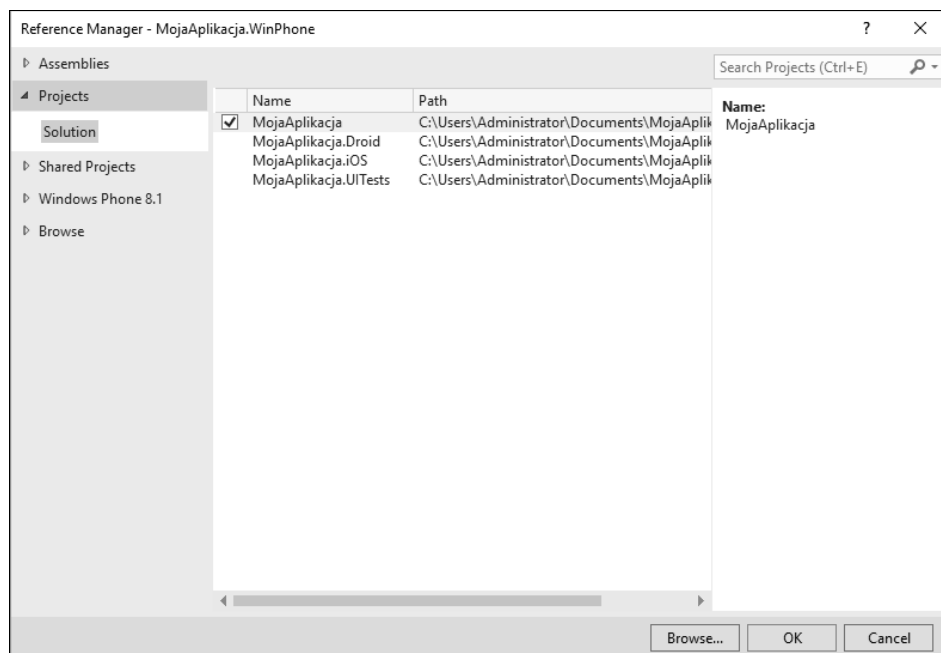 Reference Manager - MojaAplikacja.WinPhone
Assemblies
Projects
Solution
Shared Projects
Windows Phone 8.1
Browse
Search Projects (Ctrl+E)
Name Path
MojaAplikacja C:\Users\Administrator\Documents\MojaAplik
MojaAplikacja.Droid C:\Users\Administrator\Documents\MojaAplik
MojaAplikacja.iOS C:\Users\Administrator\Documents\MojaAplik
MojaAplikacja.UITests C:\Users\Administrator\Documents\MojaAplik
Name:
MojaAplikacja
Browse... OK Cancel